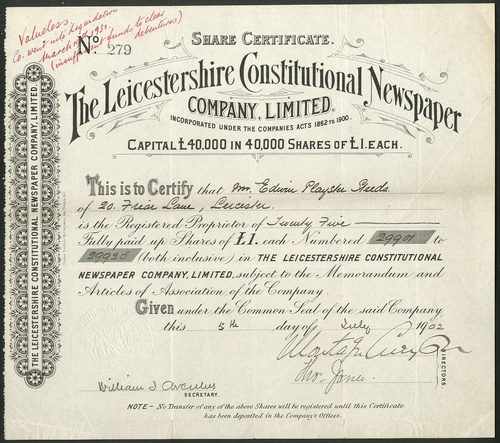 Valueless
Co. went into liquidation
March 31st 1931.
(insufficient funds to clear
debentures)
No 279
SHARE CERTIFICATE.
The Leicestershire Constitutional Newspaper
COMPANY, LIMITED.
INCORPORATED UNDER THE COMPANIES ACTS 1862 TO 1900.
CAPITAL £40,000 IN 40,000 SHARES OF £1. EACH.
This is to Certify that Mr. Edwin Playster Steeds
of 20. Friar Lane, Leicester.
is the Registered Proprietor of Twenty Five
Fully paid up Shares of £1. each Numbered 29901 to
29925 (both inclusive) in THE LEICESTERSHIRE CONSTITUTIONAL
NEWSPAPER COMPANY, LIMITED, subject to the Memorandum and
Articles of Association of the Company.
Given under the Common Seal of the said Company
this 5th day of July 1902
DIRECTORS.
Thos. Jones.
William J.
SECRETARY.
NOTE – No Transfer of any of the above Shares will be registered until this Certificate
has been deposited in the Company's Offices.
THE LEICESTERSHIRE CONSTITUTIONAL NEWSPAPER COMPANY, LIMITED.